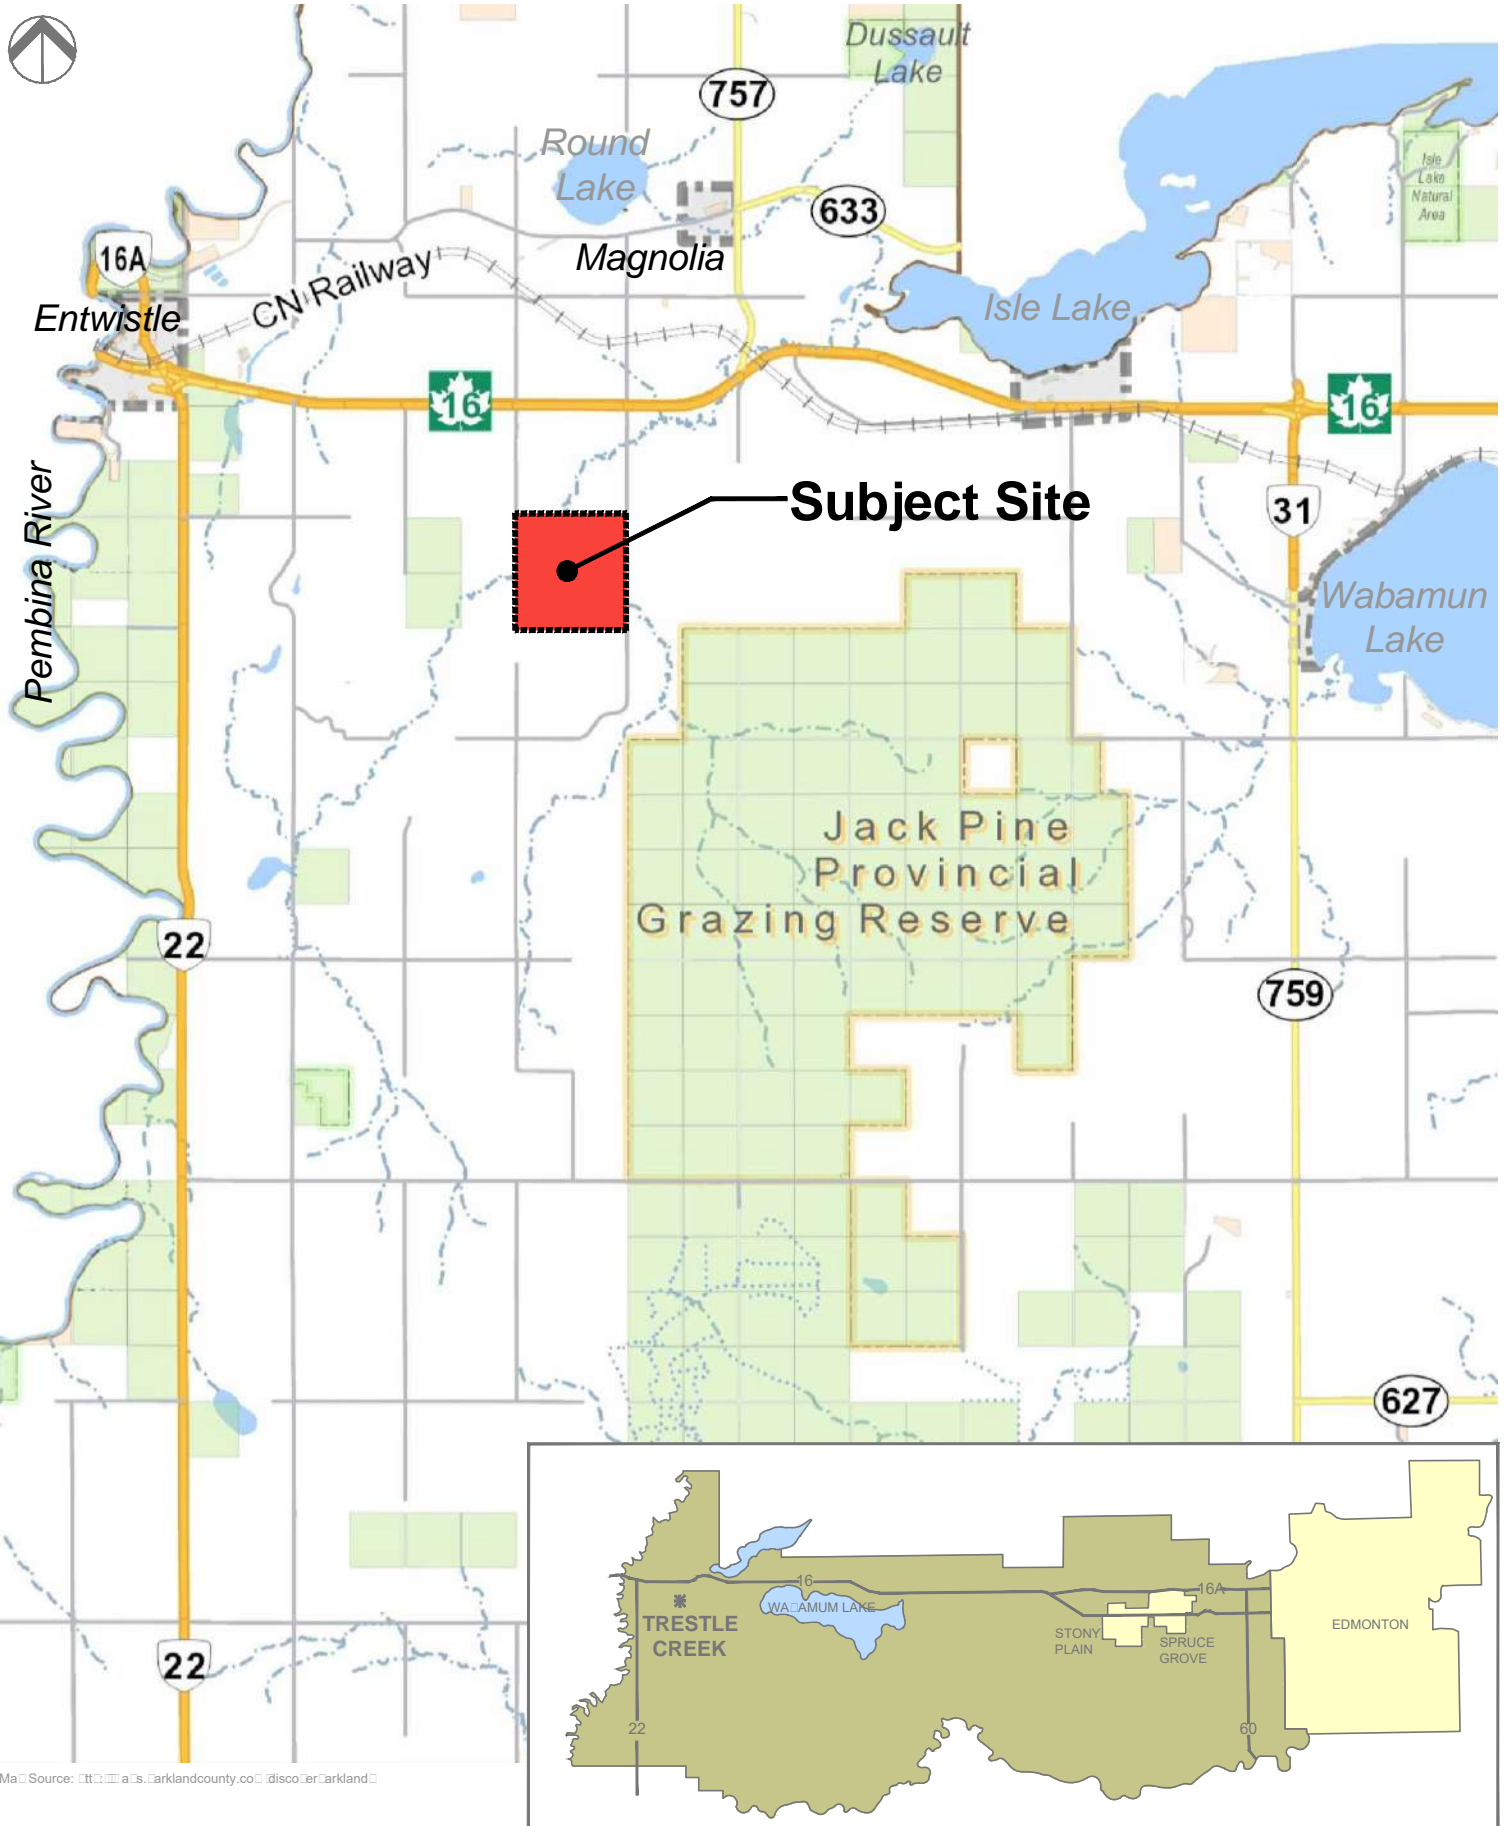 Dussault
Lake
757
Round
Lake
Isle
Lake
Natural
Area
633
16A
Magnolia
CN Railway
Isle Lake
Entwistle
16
16
Subject Site
31
Pembina River
Wabamun
Lake
Jack Pine
Provincial
Grazing Reserve
22
759
627
22
16
16A
WA□AMUM LAKE
TRESTLE
CREEK
STONY
PLAIN
SPRUCE
GROVE
EDMONTON
22
60
Source: